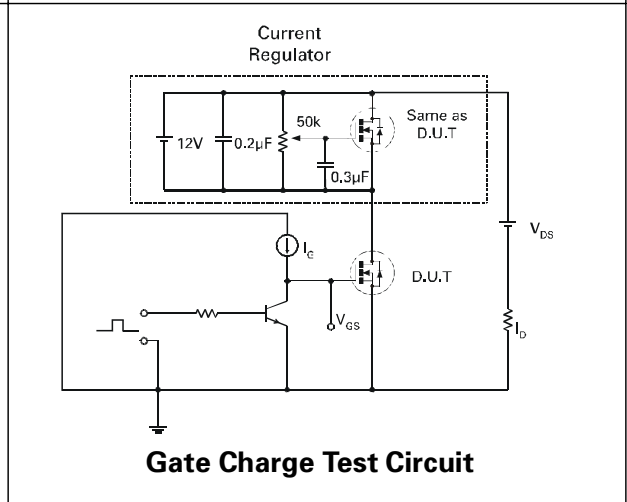 Current
Regulator
12V
0.2µF
50k
0.3µF
Same as
D.U.T
I_G
V_GS
D.U.T
V_DS
I_D
Gate Charge Test Circuit